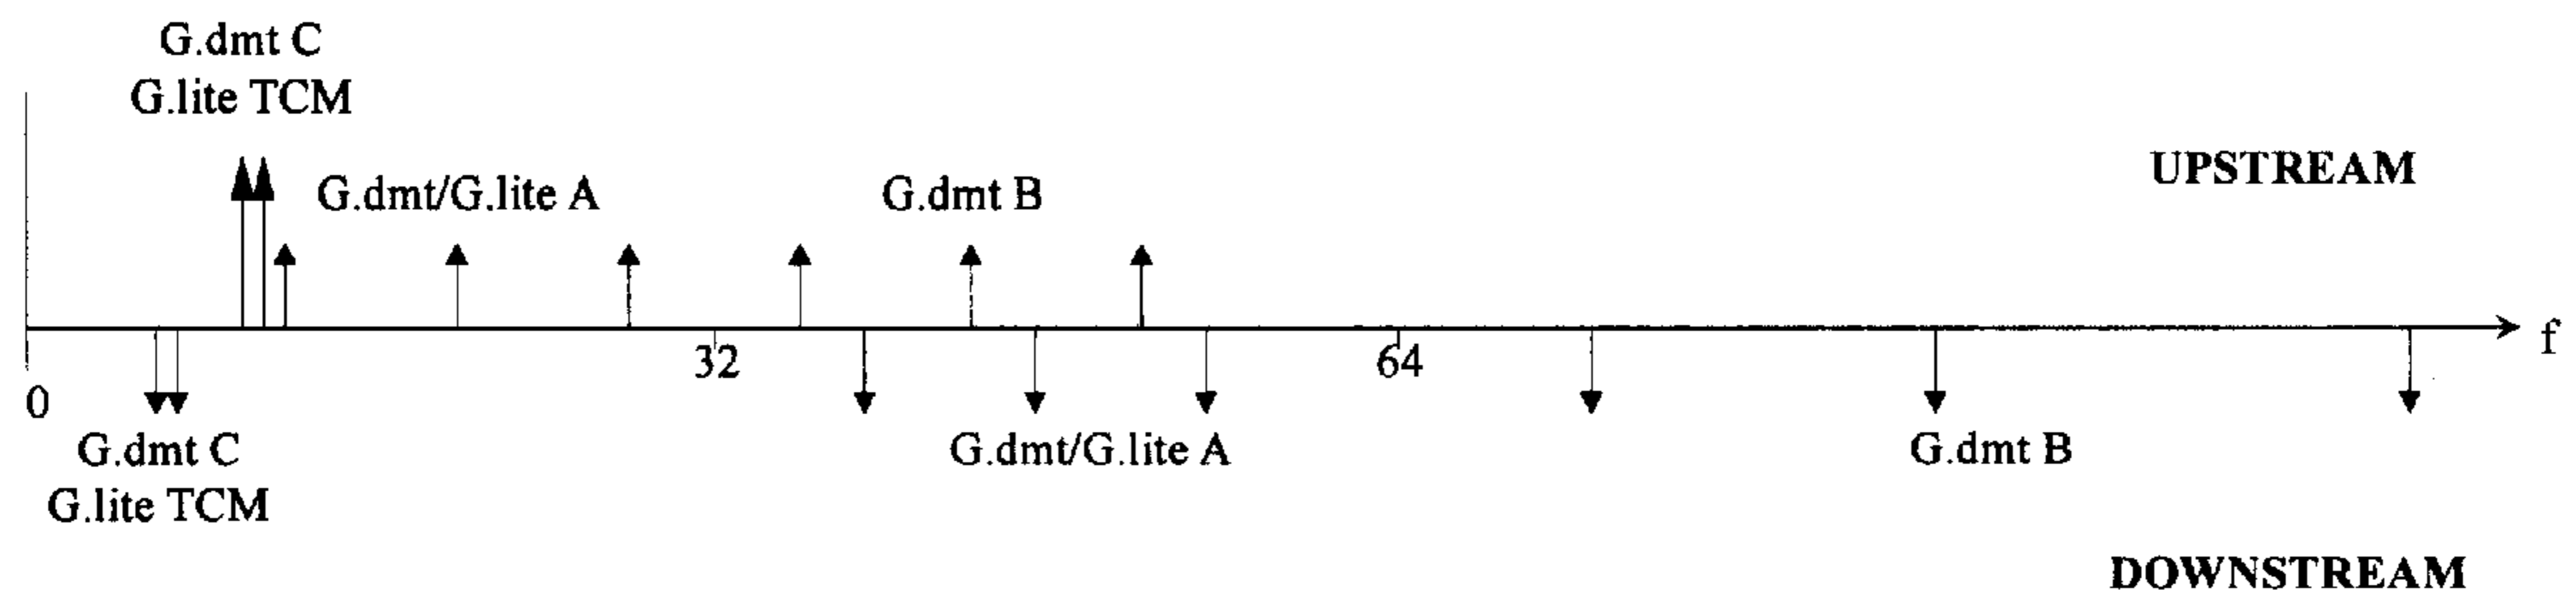 G.dmt C
G.lite TCM
G.dmt/G.lite A
G.dmt B
UPSTREAM
0
32
64
f
G.dmt C
G.lite TCM
G.dmt/G.lite A
G.dmt B
DOWNSTREAM